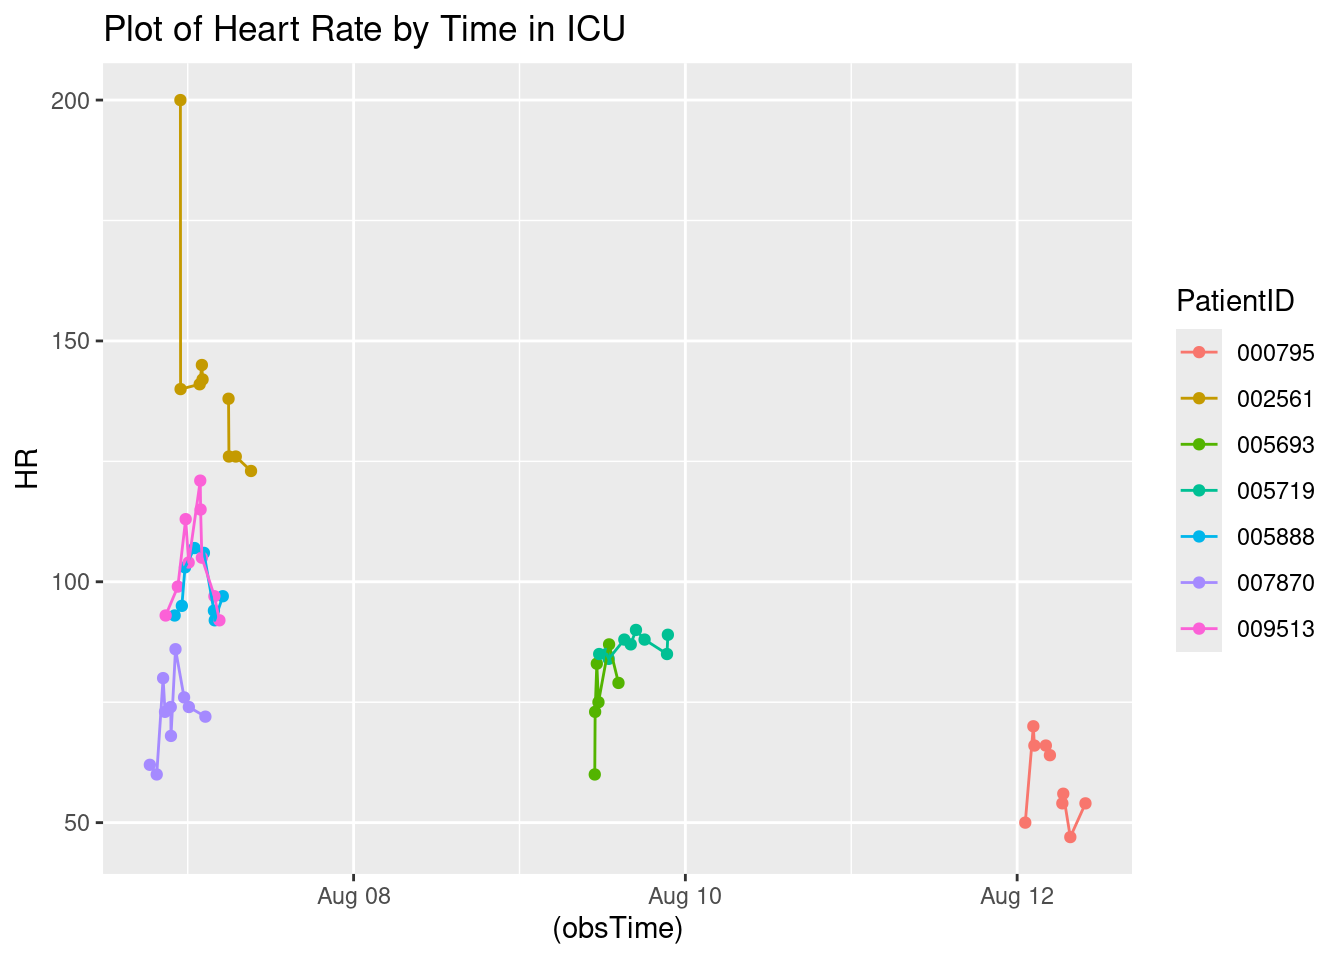 Plot of Heart Rate by Time in ICU
200
150
100
50
HR
Aug 08
Aug 10
Aug 12
(obsTime)
PatientID
000795
002561
005693
005719
005888
007870
009513